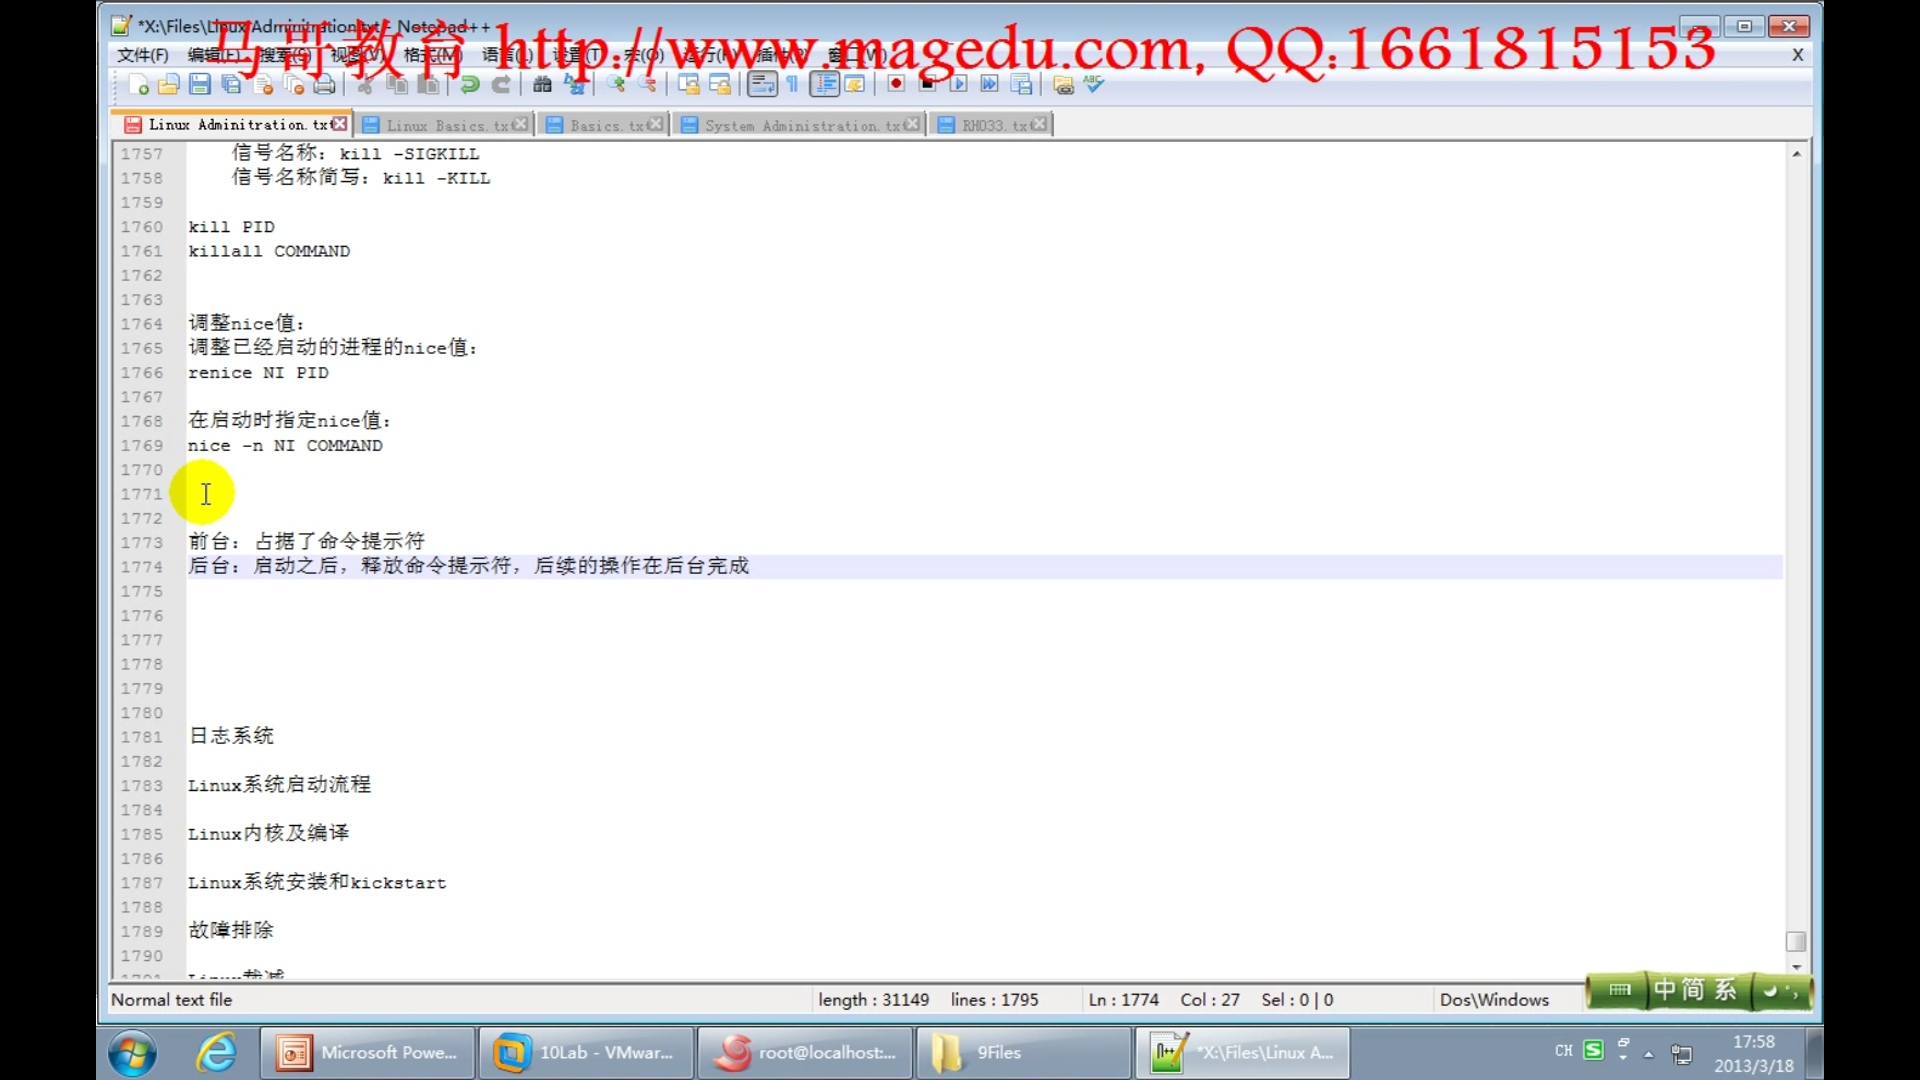 *X:\Files\Linux Adminitration.txt - Notepad++
马哥教育 http://www.magedu.com, QQ:1661815153
文件(F) 编辑(E) 搜索(S) 视图(V) 格式(M) 语言(L) 设置(T) 宏(O) 运行(R) 插件(P) 窗口(W) X
Linux Adminitration.txt Linux Basics.txt Basics.txt System Administration.txt RH033.txt
1757 信号名称：kill -SIGKILL
1758 信号名称简写：kill -KILL
1759
1760 kill PID
1761 killall COMMAND
1762
1763
1764 调整nice值：
1765 调整已经启动的进程的nice值：
1766 renice NI PID
1767
1768 在启动时指定nice值：
1769 nice -n NI COMMAND
1770
1771
1772
1773 前台：占据了命令提示符
1774 后台：启动之后，释放命令提示符，后续的操作在后台完成
1775
1776
1777
1778
1779
1780
1781 日志系统
1782
1783 Linux系统启动流程
1784
1785 Linux内核及编译
1786
1787 Linux系统安装和kickstart
1788
1789 故障排除
1790
1791 Linux裁减
Normal text file length : 31149 lines : 1795 Ln : 1774 Col : 27 Sel : 0 | 0 Dos\Windows
中简系
Microsoft Powe... 10Lab - VMwar... root@localhost:... 9Files *X:\Files\Linux A... CH 17:58
2013/3/18